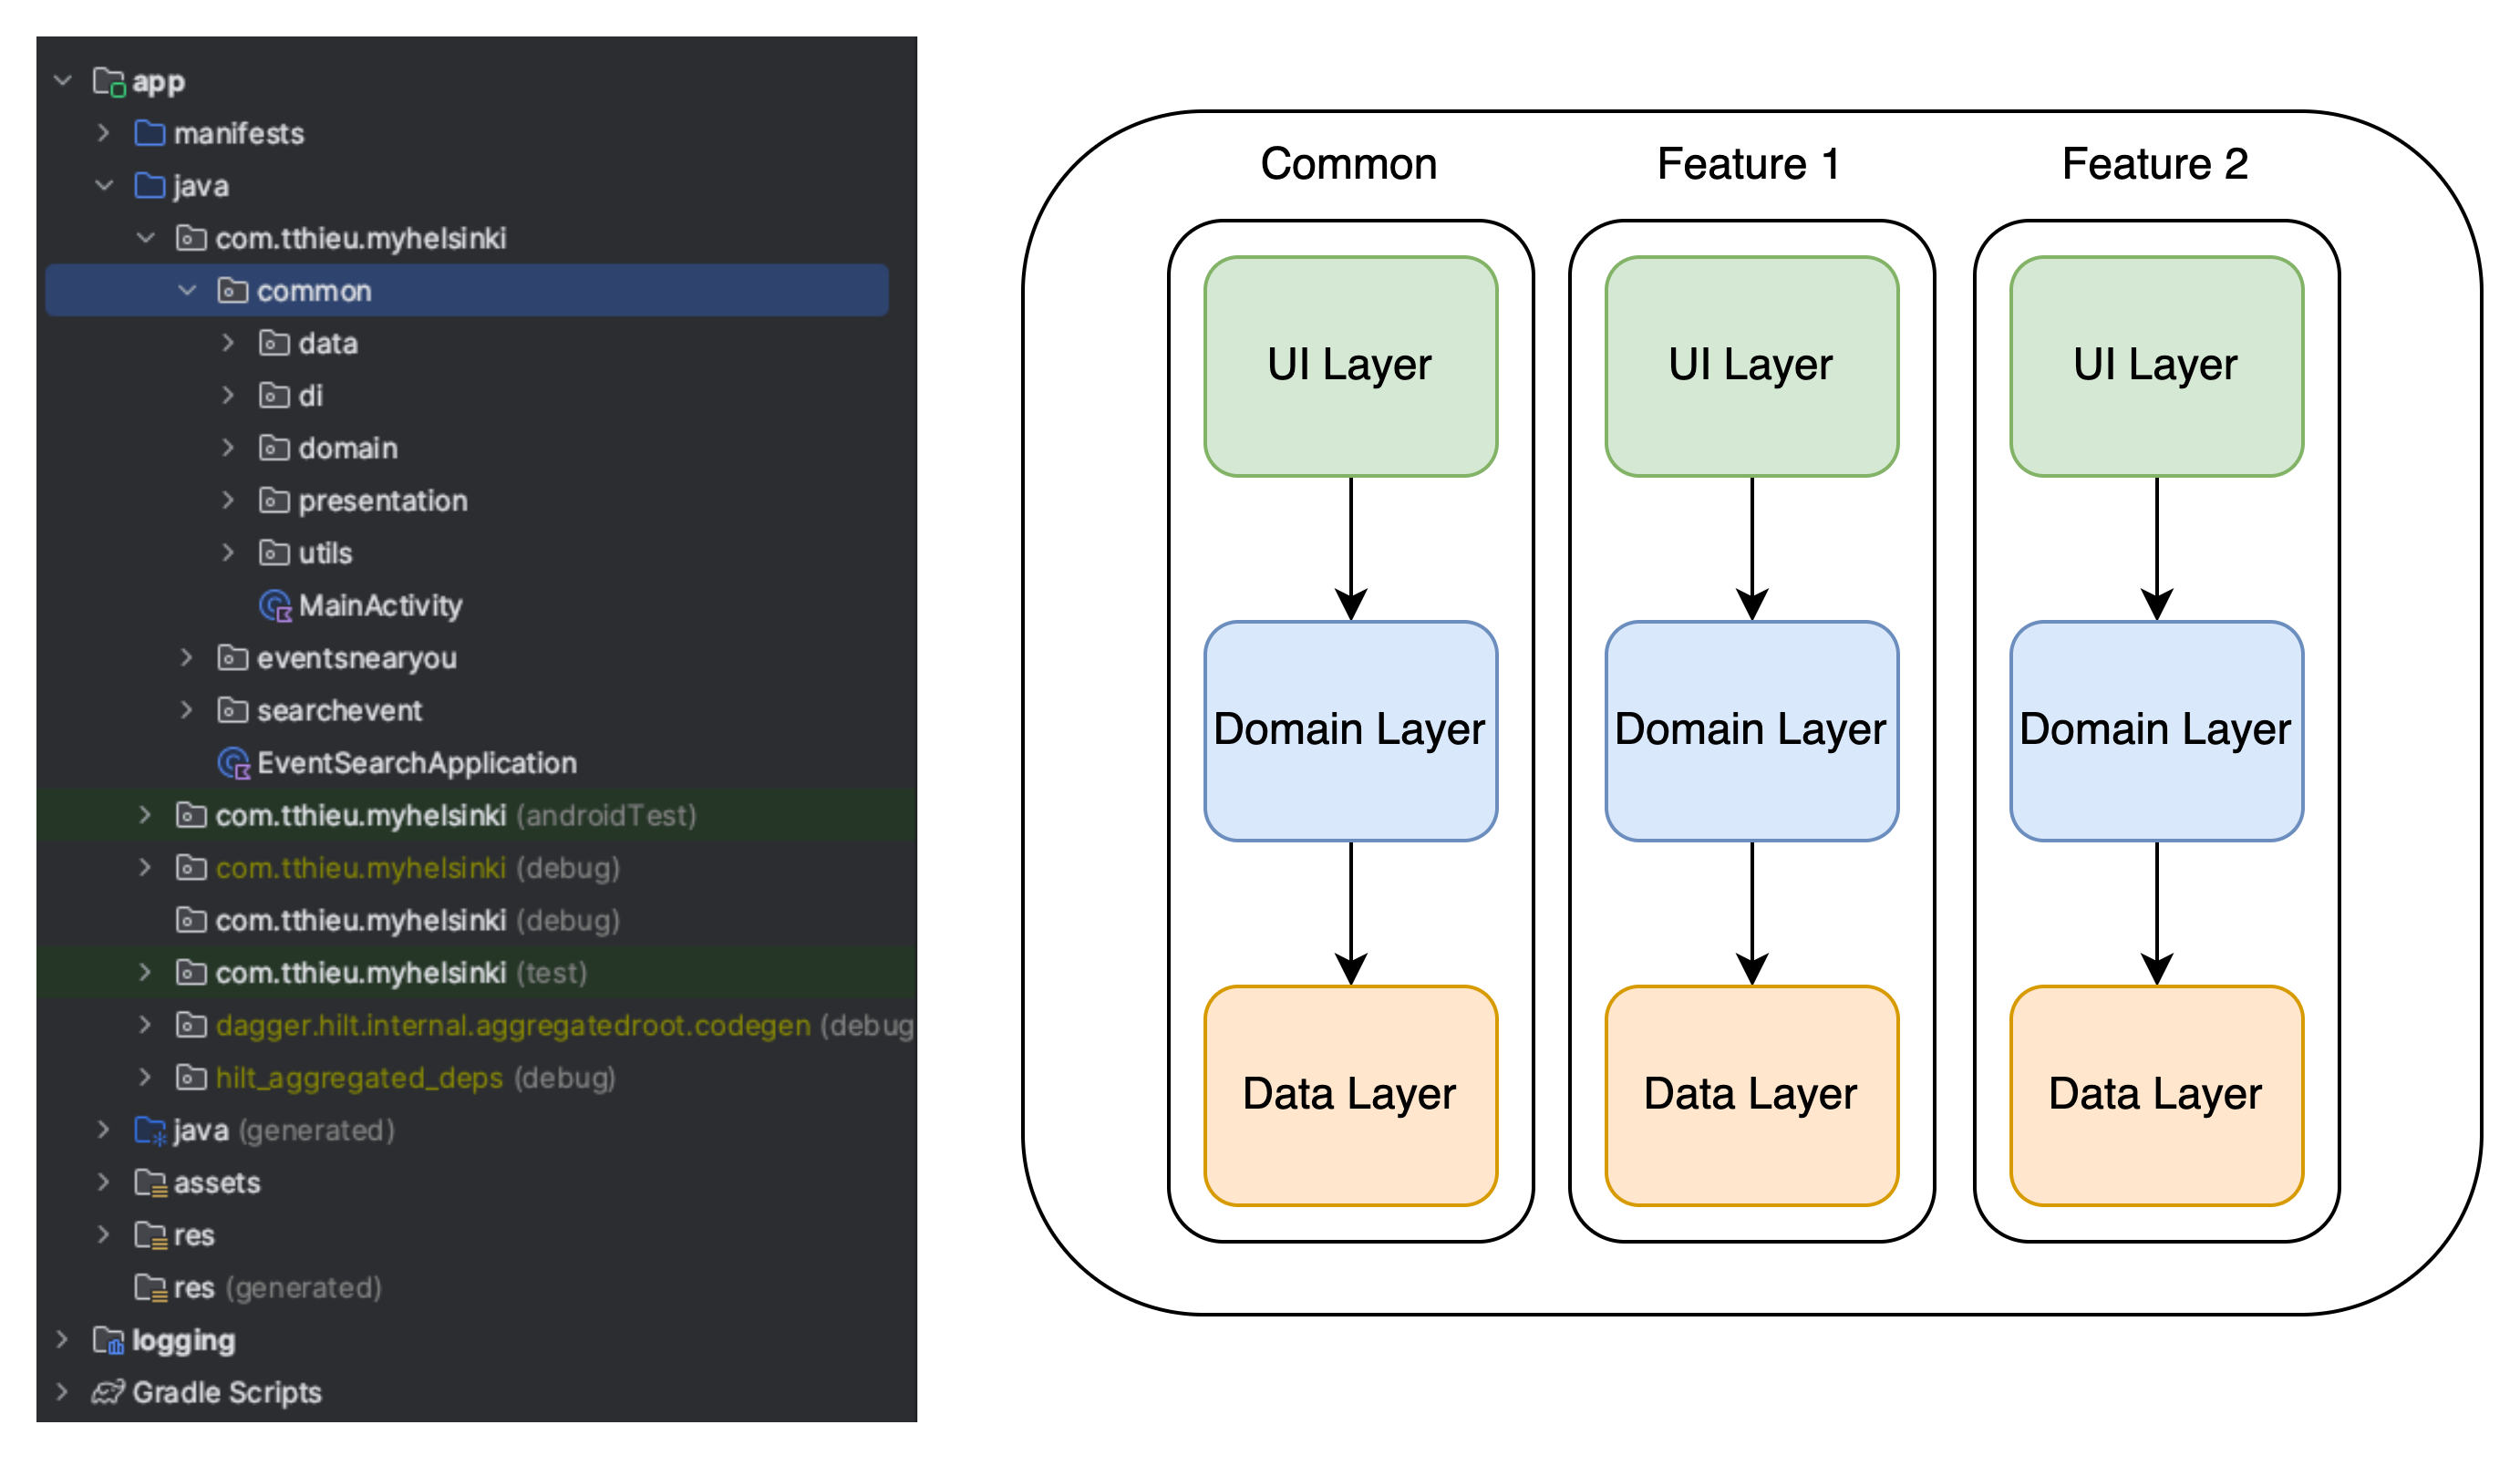 app
manifests
java
com.tthieu.myhelsinki
common
data
di
domain
presentation
utils
MainActivity
eventsnearyou
searchevent
EventSearchApplication
com.tthieu.myhelsinki (androidTest)
com.tthieu.myhelsinki (debug)
com.tthieu.myhelsinki (debug)
com.tthieu.myhelsinki (test)
dagger.hilt.internal.aggregatedroot.codegen (debug
hilt_aggregated_deps (debug)
java (generated)
assets
res
res (generated)
logging
Gradle Scripts
Common Feature 1 Feature 2
UI Layer UI Layer UI Layer
Domain Layer Domain Layer Domain Layer
Data Layer Data Layer Data Layer